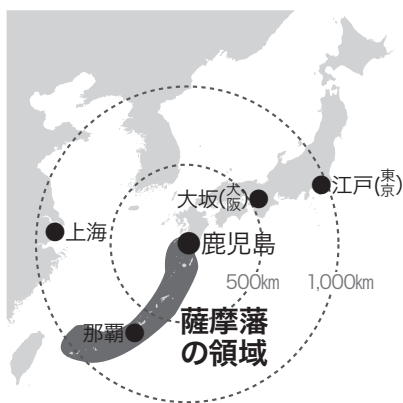 江戸(東京)
大坂(大阪)
上海
鹿児島
500km 1,000km
那覇
薩摩藩
の領域